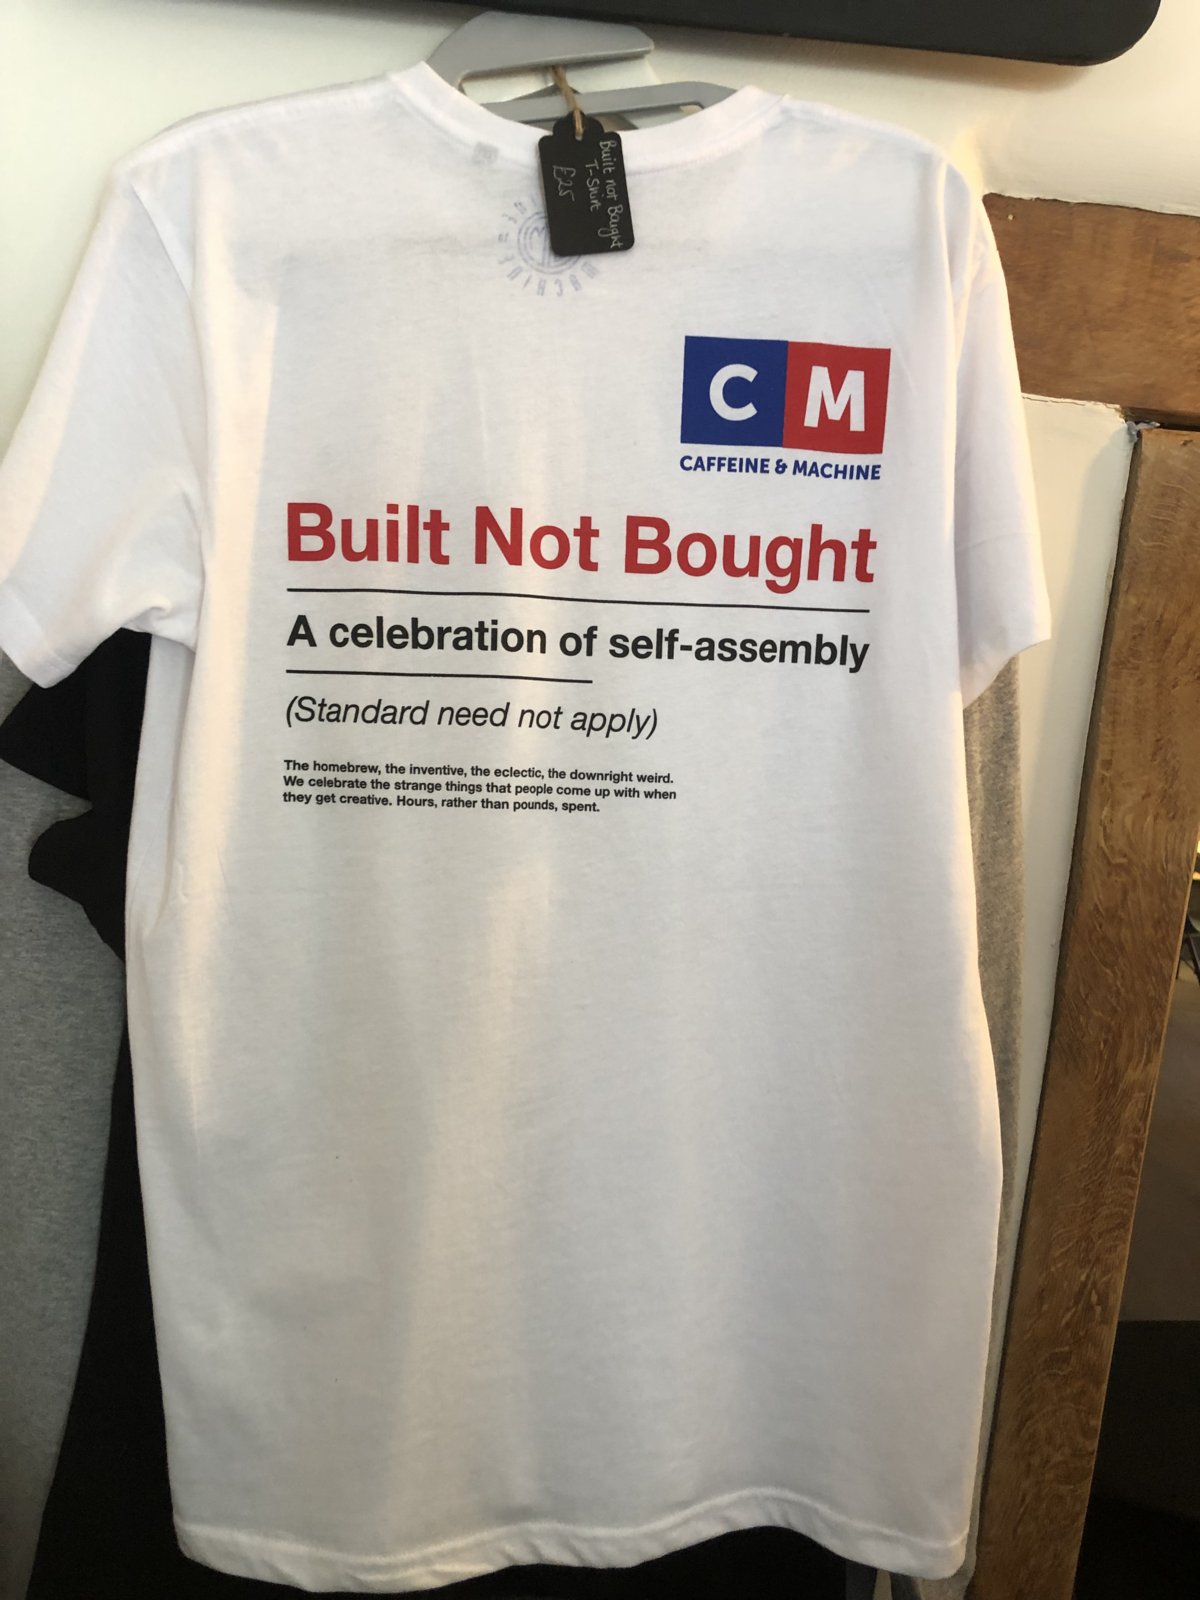 Built not Bought
T-Shirt
£25
MACHINE
C M
CAFFEINE & MACHINE
Built Not Bought
A celebration of self-assembly
(Standard need not apply)
The homebrew, the inventive, the eclectic, the downright weird.
We celebrate the strange things that people come up with when
they get creative. Hours, rather than pounds, spent.